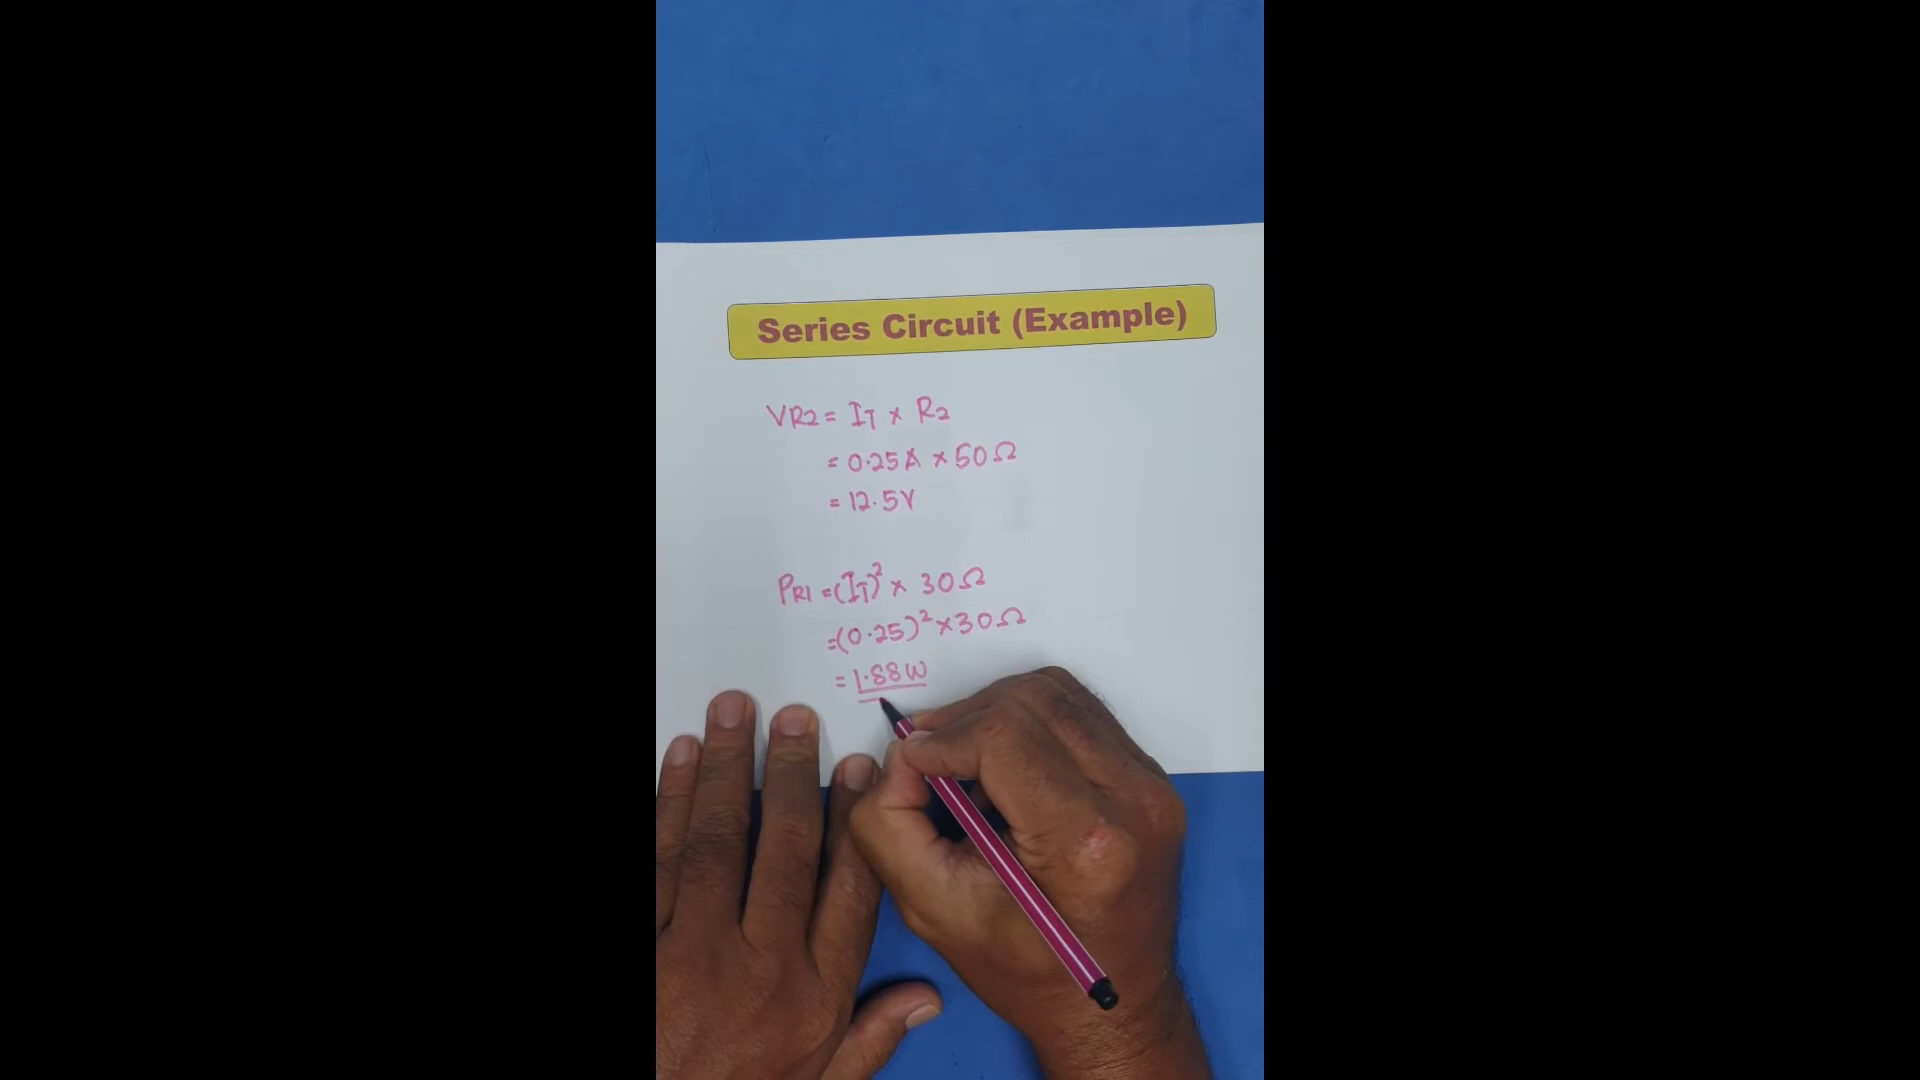 Series Circuit (Example)
VR2 = IT × R2
= 0.25A × 50Ω
= 12.5V
PR1 = (IT)² × 30Ω
= (0.25)² × 30Ω
= 1.88W